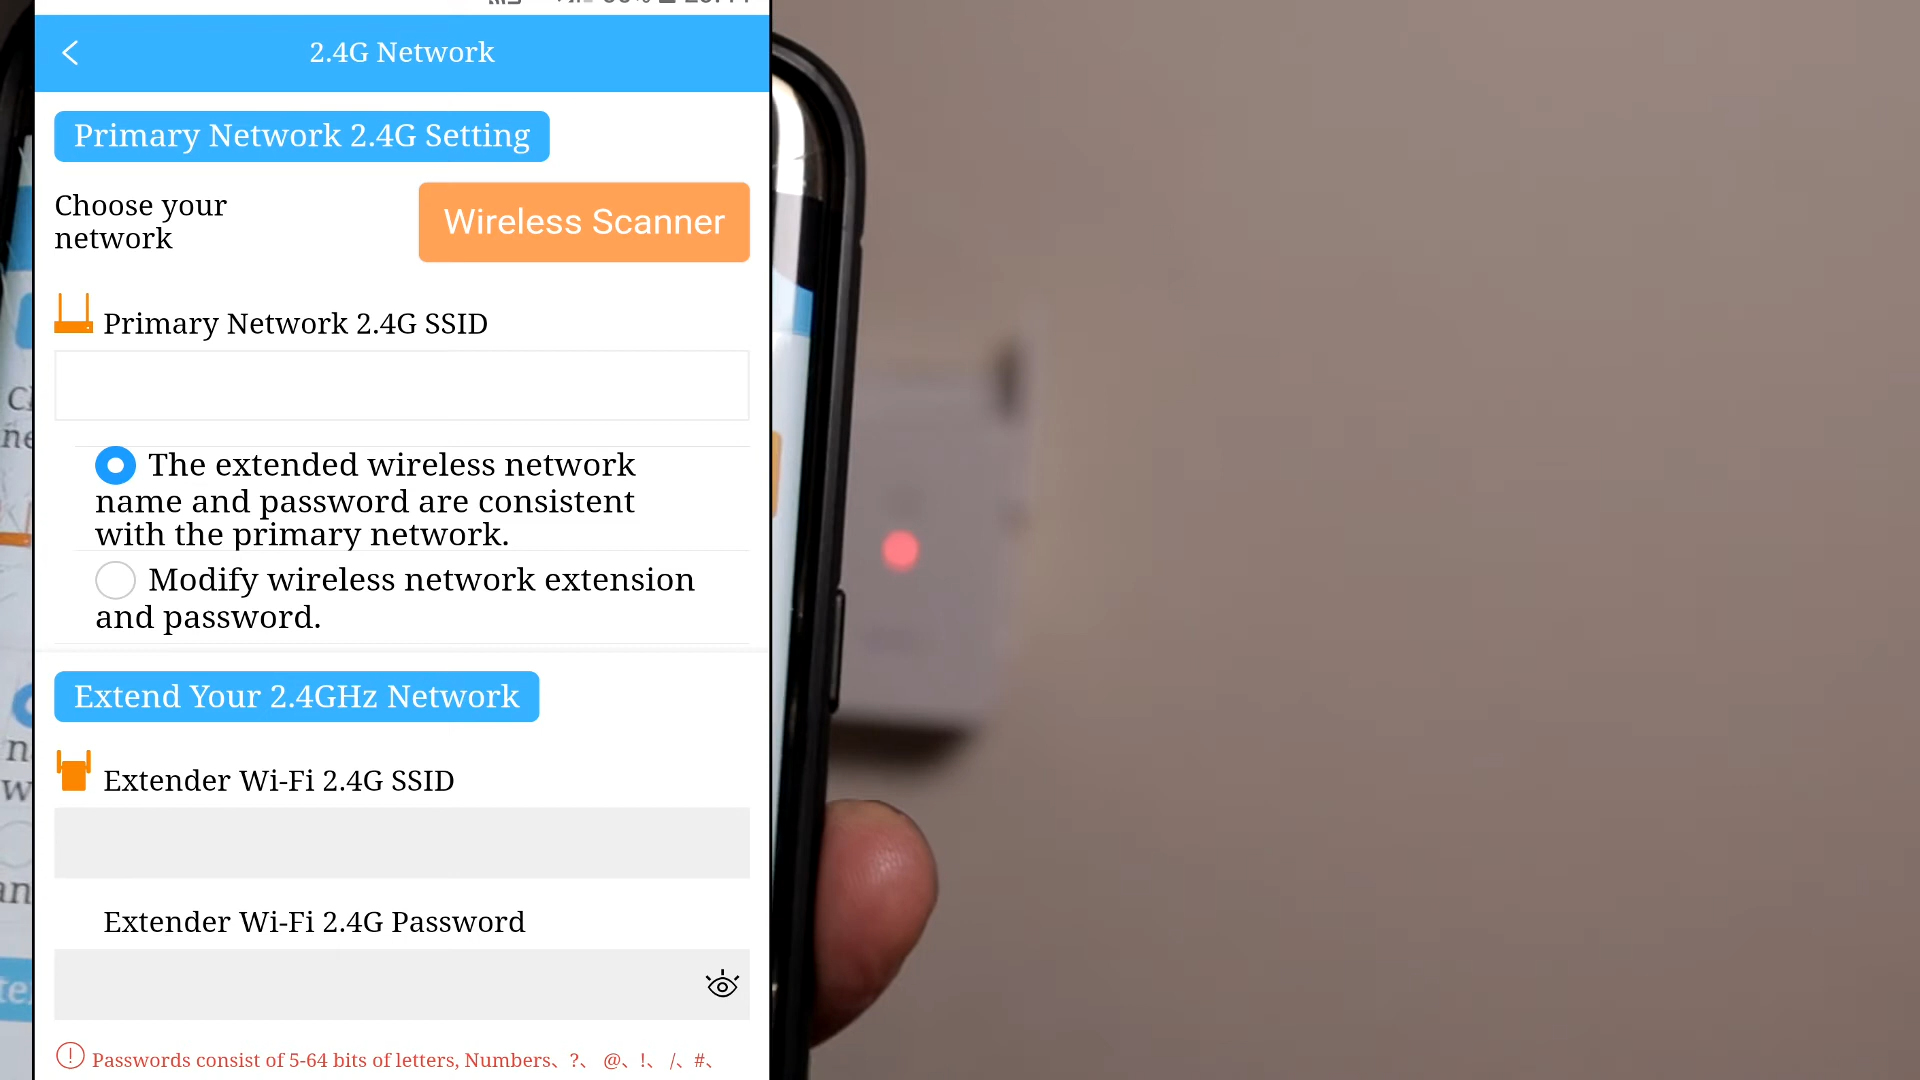 2.4G Network
Primary Network 2.4G Setting
Choose your
network
Wireless Scanner
Primary Network 2.4G SSID
The extended wireless network
name and password are consistent
with the primary network.
Modify wireless network extension
and password.
Extend Your 2.4GHz Network
Extender Wi-Fi 2.4G SSID
Extender Wi-Fi 2.4G Password
Passwords consist of 5-64 bits of letters, Numbers、?、 @、!、 /、#、